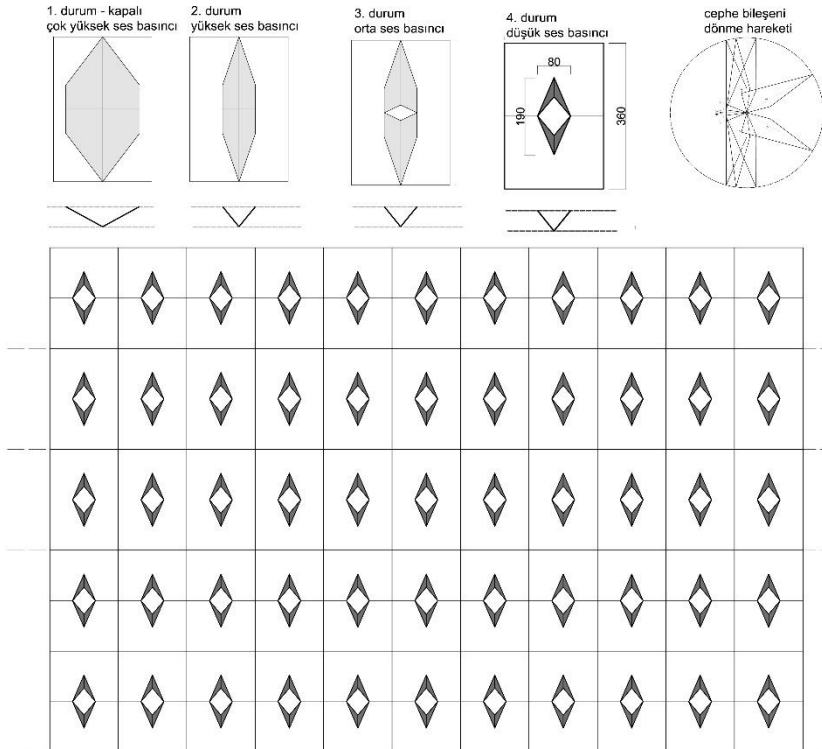 1. durum - kapalı
çok yüksek ses basıncı
2. durum
yüksek ses basıncı
3. durum
orta ses basıncı
4. durum
düşük ses basıncı
80
190
360
cephe bileşeni
dönme hareketi